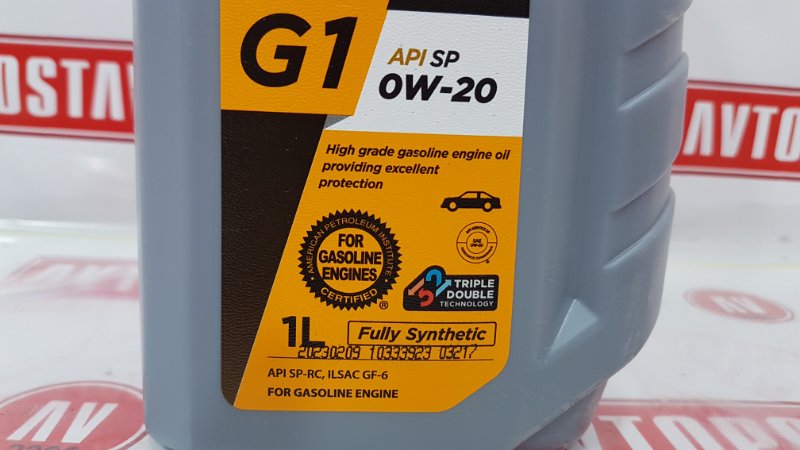 G1
API SP
0W-20
High grade gasoline engine oil
providing excellent
protection
AMERICAN PETROLEUM INSTITUTE
FOR
GASOLINE
ENGINES
CERTIFIED
®
TRIPLE
DOUBLE
TECHNOLOGY
1L
Fully Synthetic
20230209 10333923 03217
API SP-RC, ILSAC GF-6
FOR GASOLINE ENGINE
OSTAV
AVTO
AV